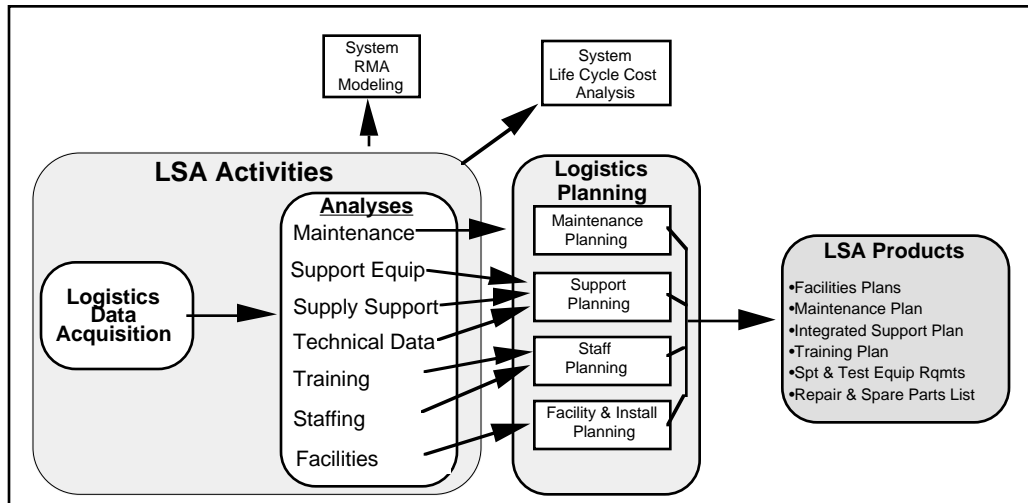 System
RMA
Modeling
System
Life Cycle Cost
Analysis
LSA Activities
Logistics
Data
Acquisition
Analyses
Maintenance
Support Equip
Supply Support
Technical Data
Training
Staffing
Facilities
Logistics
Planning
Maintenance
Planning
Support
Planning
Staff
Planning
Facility & Install
Planning
LSA Products
•Facilities Plans
•Maintenance Plan
•Integrated Support Plan
•Training Plan
•Spt & Test Equip Rqmts
•Repair & Spare Parts List